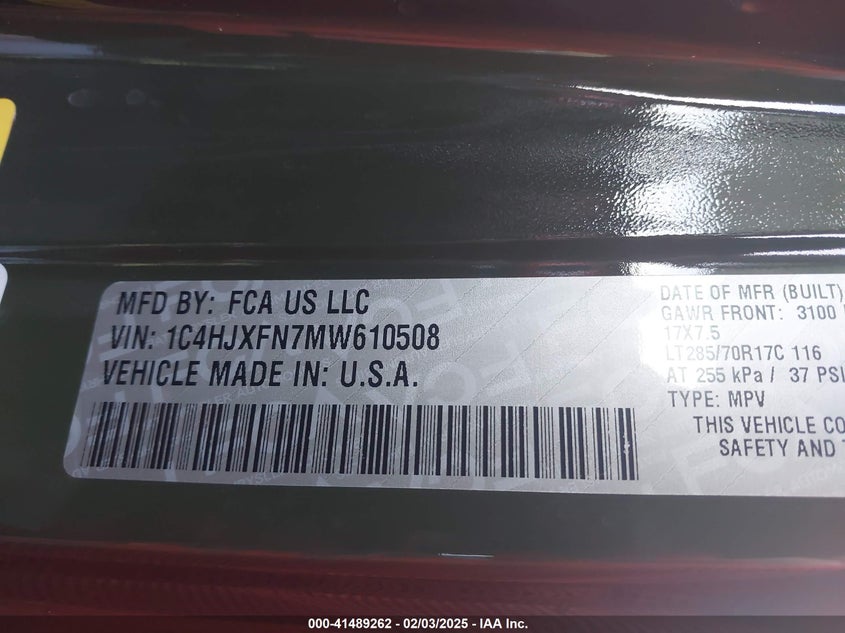 MFD BY: FCA US LLC
VIN: 1C4HJXFN7MW610508
VEHICLE MADE IN: U.S.A.
DATE OF MFR (BUILT)
GAWR FRONT: 3100
17X7.5
LT285/70R17C 116
AT 255 kPa / 37 PSI
TYPE: MPV
THIS VEHICLE CO
SAFETY AND T
000-41489262 - 02/03/2025 - IAA Inc.